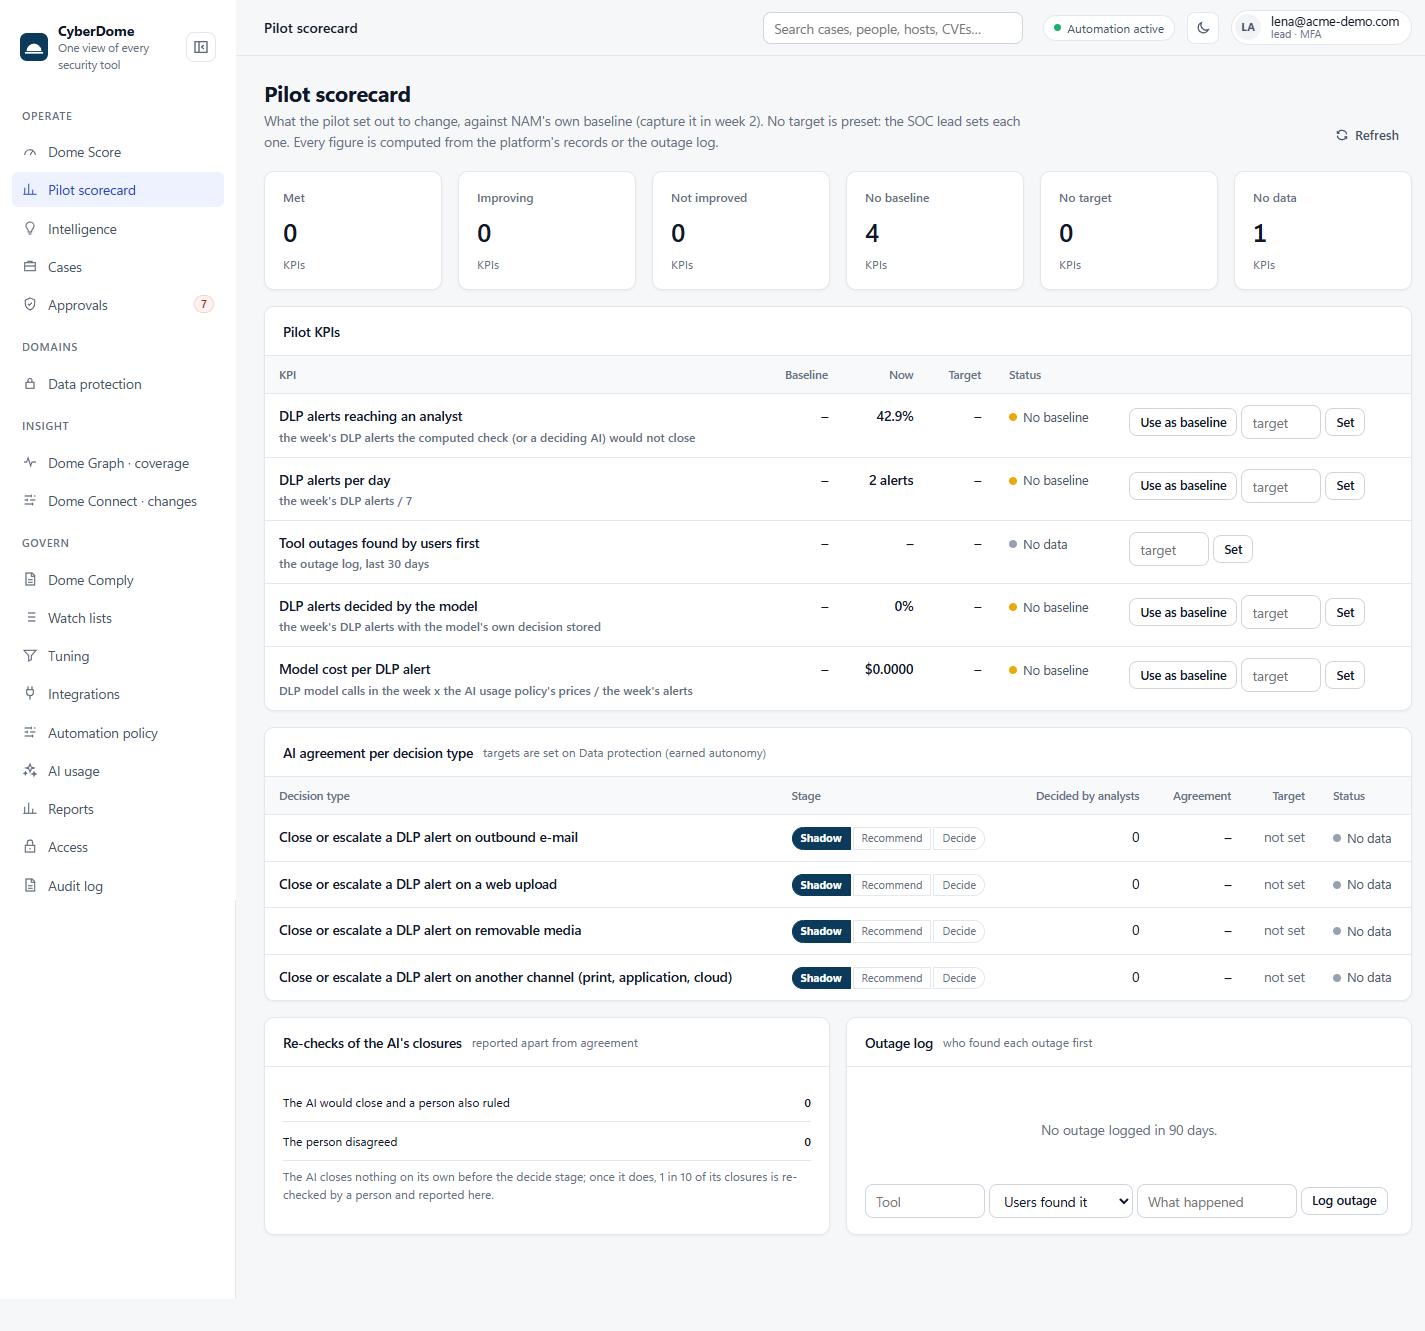 CyberDome
One view of every
security tool
Pilot scorecard
Search cases, people, hosts, CVEs...
Automation active
LA
lena@acme-demo.com
lead · MFA
OPERATE
Dome Score
Pilot scorecard
Intelligence
Cases
Approvals
7
DOMAINS
Data protection
INSIGHT
Dome Graph · coverage
Dome Connect · changes
GOVERN
Dome Comply
Watch lists
Tuning
Integrations
Automation policy
AI usage
Reports
Access
Audit log
Pilot scorecard
What the pilot set out to change, against NAM's own baseline (capture it in week 2). No target is preset: the SOC lead sets each
one. Every figure is computed from the platform's records or the outage log.
Refresh
Met
0
KPIs
Improving
0
KPIs
Not improved
0
KPIs
No baseline
4
KPIs
No target
0
KPIs
No data
1
KPIs
Pilot KPIs
KPI Baseline Now Target Status
DLP alerts reaching an analyst – 42.9% – No baseline Use as baseline target Set
the week's DLP alerts the computed check (or a deciding AI) would not close
DLP alerts per day – 2 alerts – No baseline Use as baseline target Set
the week's DLP alerts / 7
Tool outages found by users first – – – No data target Set
the outage log, last 30 days
DLP alerts decided by the model – 0% – No baseline Use as baseline target Set
the week's DLP alerts with the model's own decision stored
Model cost per DLP alert – $0.0000 – No baseline Use as baseline target Set
DLP model calls in the week x the AI usage policy's prices / the week's alerts
AI agreement per decision type targets are set on Data protection (earned autonomy)
Decision type Stage Decided by analysts Agreement Target Status
Close or escalate a DLP alert on outbound e-mail Shadow Recommend Decide 0 – not set No data
Close or escalate a DLP alert on a web upload Shadow Recommend Decide 0 – not set No data
Close or escalate a DLP alert on removable media Shadow Recommend Decide 0 – not set No data
Close or escalate a DLP alert on another channel (print, application, cloud) Shadow Recommend Decide 0 – not set No data
Re-checks of the AI's closures reported apart from agreement
The AI would close and a person also ruled 0
The person disagreed 0
The AI closes nothing on its own before the decide stage; once it does, 1 in 10 of its closures is re-
checked by a person and reported here.
Outage log who found each outage first
No outage logged in 90 days.
Tool Users found it What happened Log outage